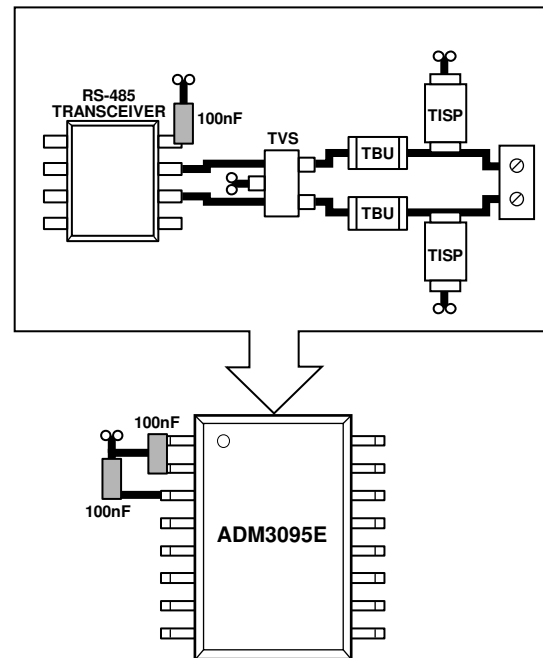 RS-485
TRANSCEIVER
100nF
TVS
TBU
TISP
TBU
TISP
100nF
100nF
ADM3095E